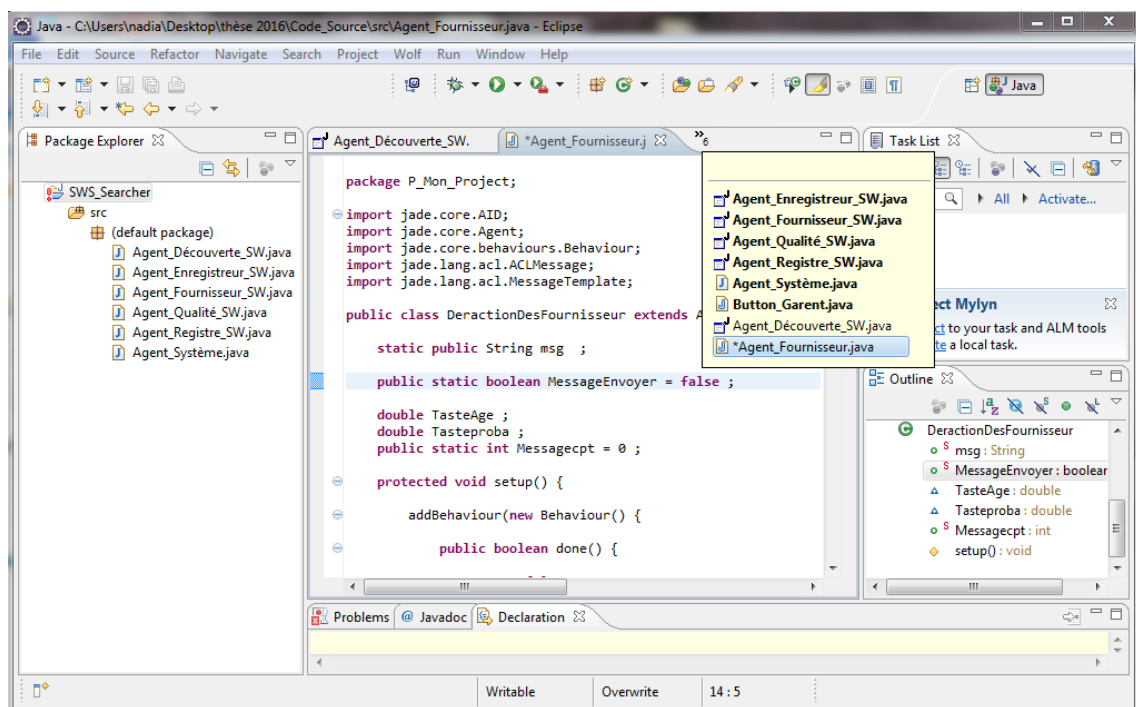 Java - C:\Users\nadia\Desktop\thèse 2016\Code_Source\src\Agent_Fournisseur.java - Eclipse
File Edit Source Refactor Navigate Search Project Wolf Run Window Help
Java
Package Explorer
SWS_Searcher
src
(default package)
Agent_Découverte_SW.java
Agent_Enregistreur_SW.java
Agent_Fournisseur_SW.java
Agent_Qualité_SW.java
Agent_Registre_SW.java
Agent_Système.java
Agent_Découverte_SW.
*Agent_Fournisseur.j
»6
package P_Mon_Project;
import jade.core.AID;
import jade.core.Agent;
import jade.core.behaviours.Behaviour;
import jade.lang.acl.ACLMessage;
import jade.lang.acl.MessageTemplate;
public class DeractionDesFournisseur extends A
static public String msg ;
public static boolean MessageEnvoyer = false ;
double TasteAge ;
double Tasteproba ;
public static int Messagecpt = 0 ;
protected void setup() {
addBehaviour(new Behaviour() {
public boolean done() {
Agent_Enregistreur_SW.java
Agent_Fournisseur_SW.java
Agent_Qualité_SW.java
Agent_Registre_SW.java
Agent_Système.java
Button_Garent.java
Agent_Découverte_SW.java
*Agent_Fournisseur.java
Task List
All Activate...
ect Mylyn
ct to your task and ALM tools
te a local task.
Outline
DeractionDesFournisseur
msg : String
MessageEnvoyer : boolear
TasteAge : double
Tasteproba : double
Messagecpt : int
setup() : void
Problems @ Javadoc Declaration
Writable Overwrite 14 : 5